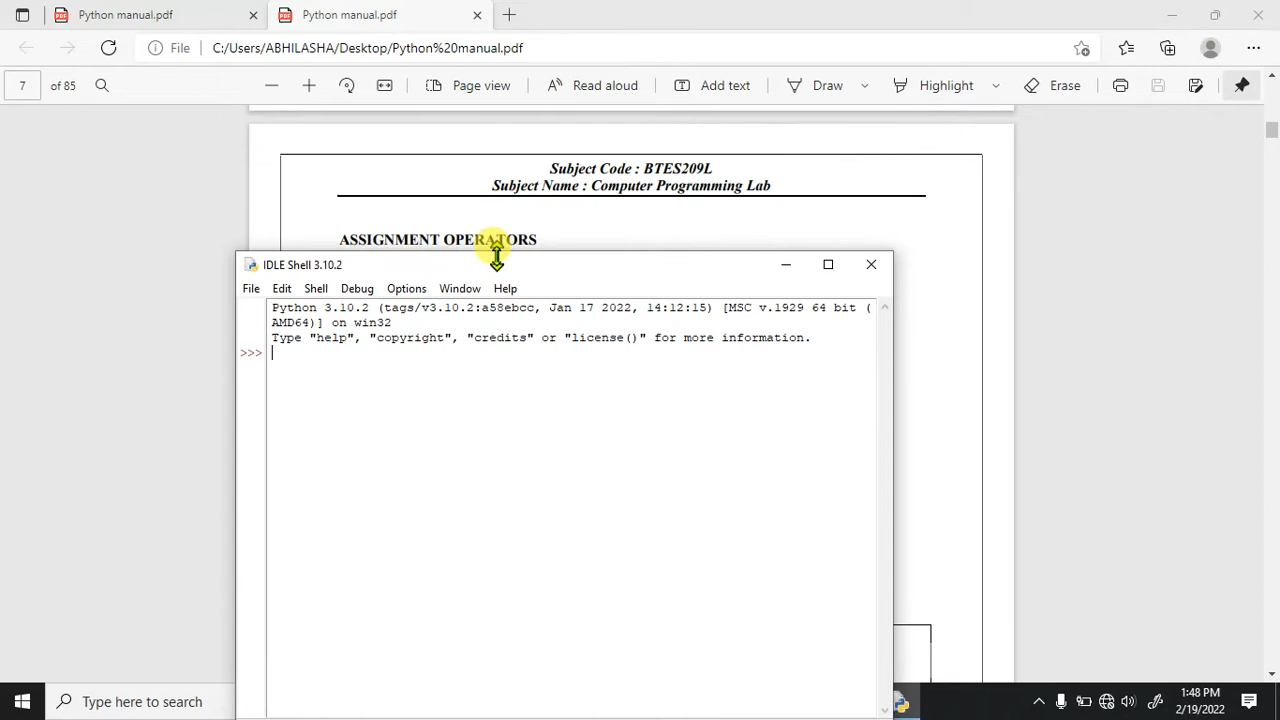 Python manual.pdf
Python manual.pdf
File C:/Users/ABHILASHA/Desktop/Python%20manual.pdf
7 of 85 Page view Read aloud Add text Draw Highlight Erase
Subject Code : BTES209L
Subject Name : Computer Programming Lab
ASSIGNMENT OPERATORS
IDLE Shell 3.10.2
File Edit Shell Debug Options Window Help
Python 3.10.2 (tags/v3.10.2:a58ebcc, Jan 17 2022, 14:12:15) [MSC v.1929 64 bit (
AMD64)] on win32
Type "help", "copyright", "credits" or "license()" for more information.
>>>
Type here to search
1:48 PM
2/19/2022